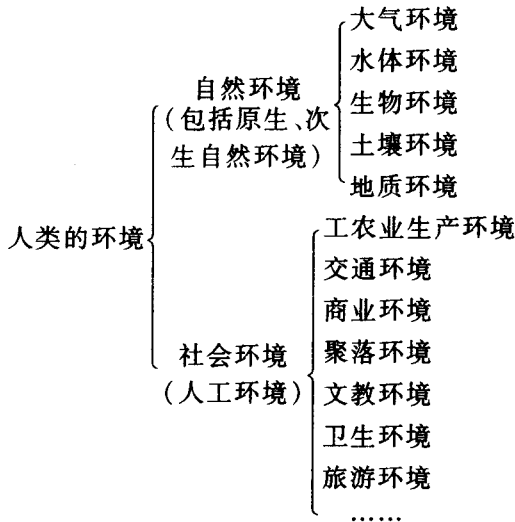 人类的环境
自然环境
(包括原生、次
生自然环境)
大气环境
水体环境
生物环境
土壤环境
地质环境
社会环境
(人工环境)
工农业生产环境
交通环境
商业环境
聚落环境
文教环境
卫生环境
旅游环境
……